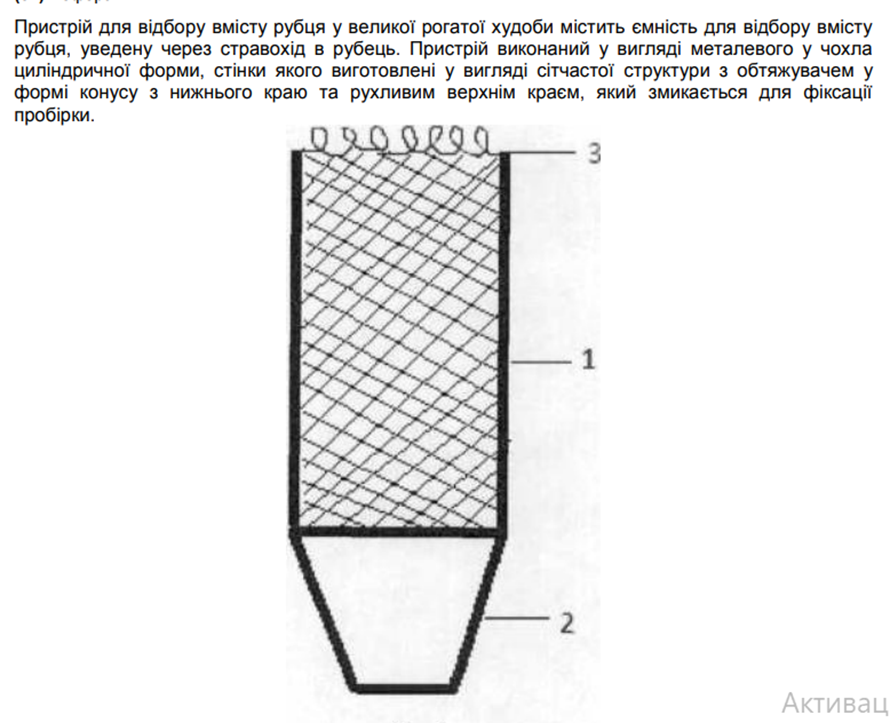 Пристрій для відбору вмісту рубця у великої рогатої худоби містить ємність для відбору вмісту
рубця, уведену через стравохід в рубець. Пристрій виконаний у вигляді металевого у чохла
циліндричної форми, стінки якого виготовлені у вигляді сітчастої структури з обтяжувачем у
формі конусу з нижнього краю та рухливим верхнім краєм, який змикається для фіксації
пробірки.
3
1
2
Активац